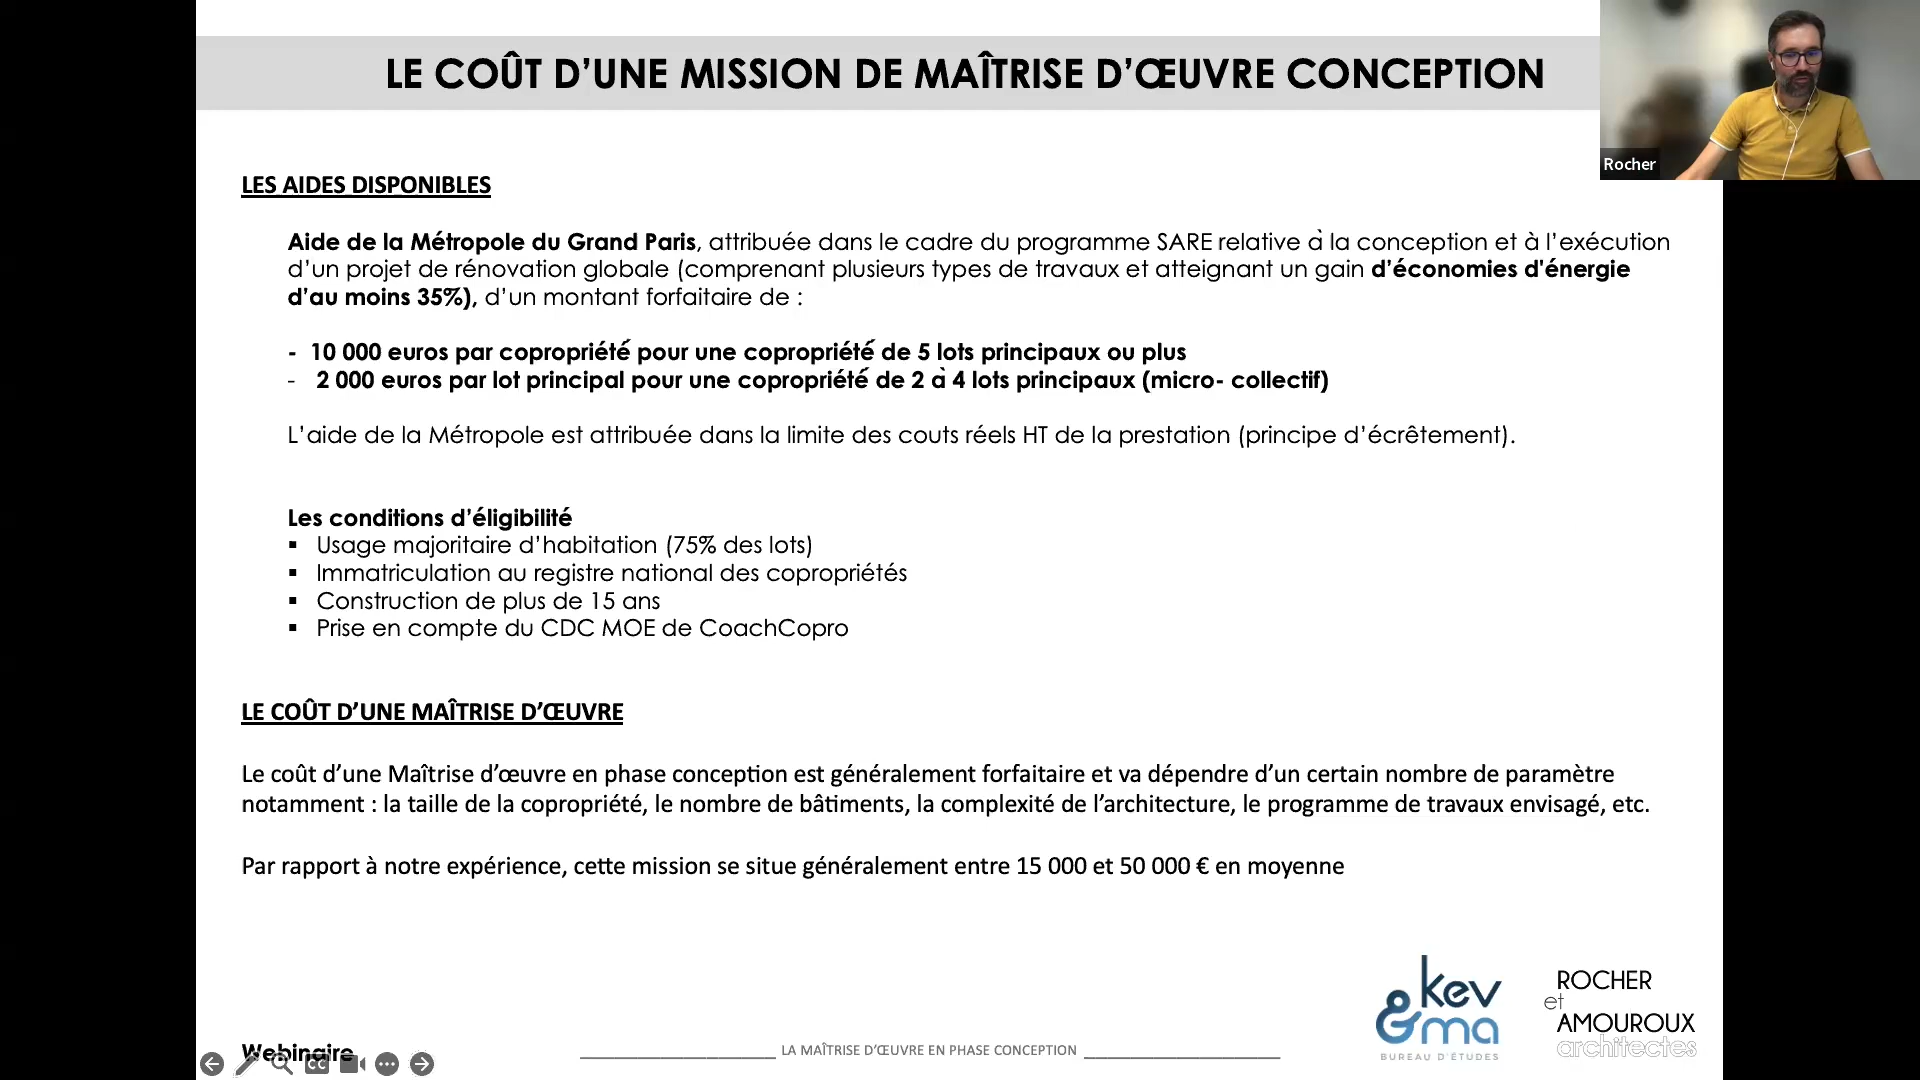 LE COÛT D’UNE MISSION DE MAÎTRISE D’ŒUVRE CONCEPTION
Rocher
LES AIDES DISPONIBLES
Aide de la Métropole du Grand Paris, attribuée dans le cadre du programme SARE relative à la conception et à l’exécution
d’un projet de rénovation globale (comprenant plusieurs types de travaux et atteignant un gain d’économies d'énergie
d’au moins 35%), d’un montant forfaitaire de :
- 10 000 euros par copropriété pour une copropriété de 5 lots principaux ou plus
- 2 000 euros par lot principal pour une copropriété de 2 à 4 lots principaux (micro- collectif)
L’aide de la Métropole est attribuée dans la limite des couts réels HT de la prestation (principe d’écrêtement).
Les conditions d’éligibilité
▪ Usage majoritaire d’habitation (75% des lots)
▪ Immatriculation au registre national des copropriétés
▪ Construction de plus de 15 ans
▪ Prise en compte du CDC MOE de CoachCopro
LE COÛT D’UNE MAÎTRISE D’ŒUVRE
Le coût d’une Maîtrise d’œuvre en phase conception est généralement forfaitaire et va dépendre d’un certain nombre de paramètre
notamment : la taille de la copropriété, le nombre de bâtiments, la complexité de l’architecture, le programme de travaux envisagé, etc.
Par rapport à notre expérience, cette mission se situe généralement entre 15 000 et 50 000 € en moyenne
kev
&ma
BUREAU D'ÉTUDES
ROCHER
et
AMOUROUX
architectes
Webinaire
CC
LA MAÎTRISE D’ŒUVRE EN PHASE CONCEPTION